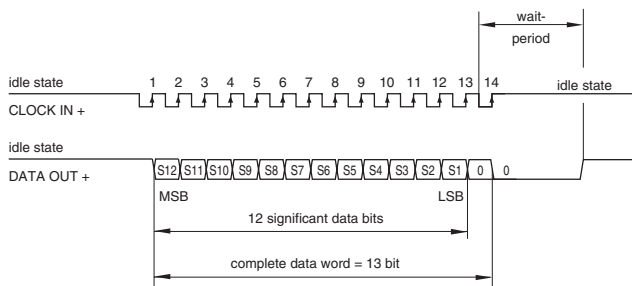 wait-
period
1 2 3 4 5 6 7 8 9 10 11 12 13 14
idle state
idle state
CLOCK IN +
idle state
DATA OUT +
S12 S11 S10 S9 S8 S7 S6 S5 S4 S3 S2 S1 0 0
MSB LSB
12 significant data bits
complete data word = 13 bit